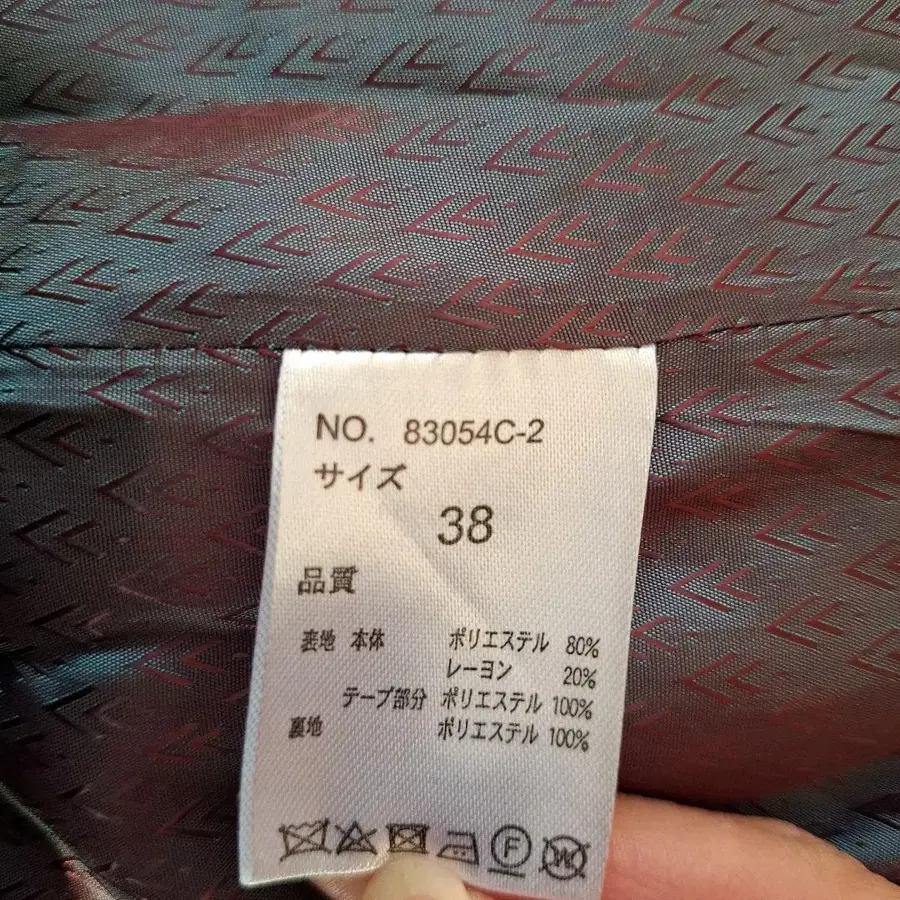 NO. 83054C-2
サイズ
38
品質
表地 本体 ポリエステル 80%
レーヨン 20%
テープ部分 ポリエステル 100%
裏地 ポリエステル 100%
F W